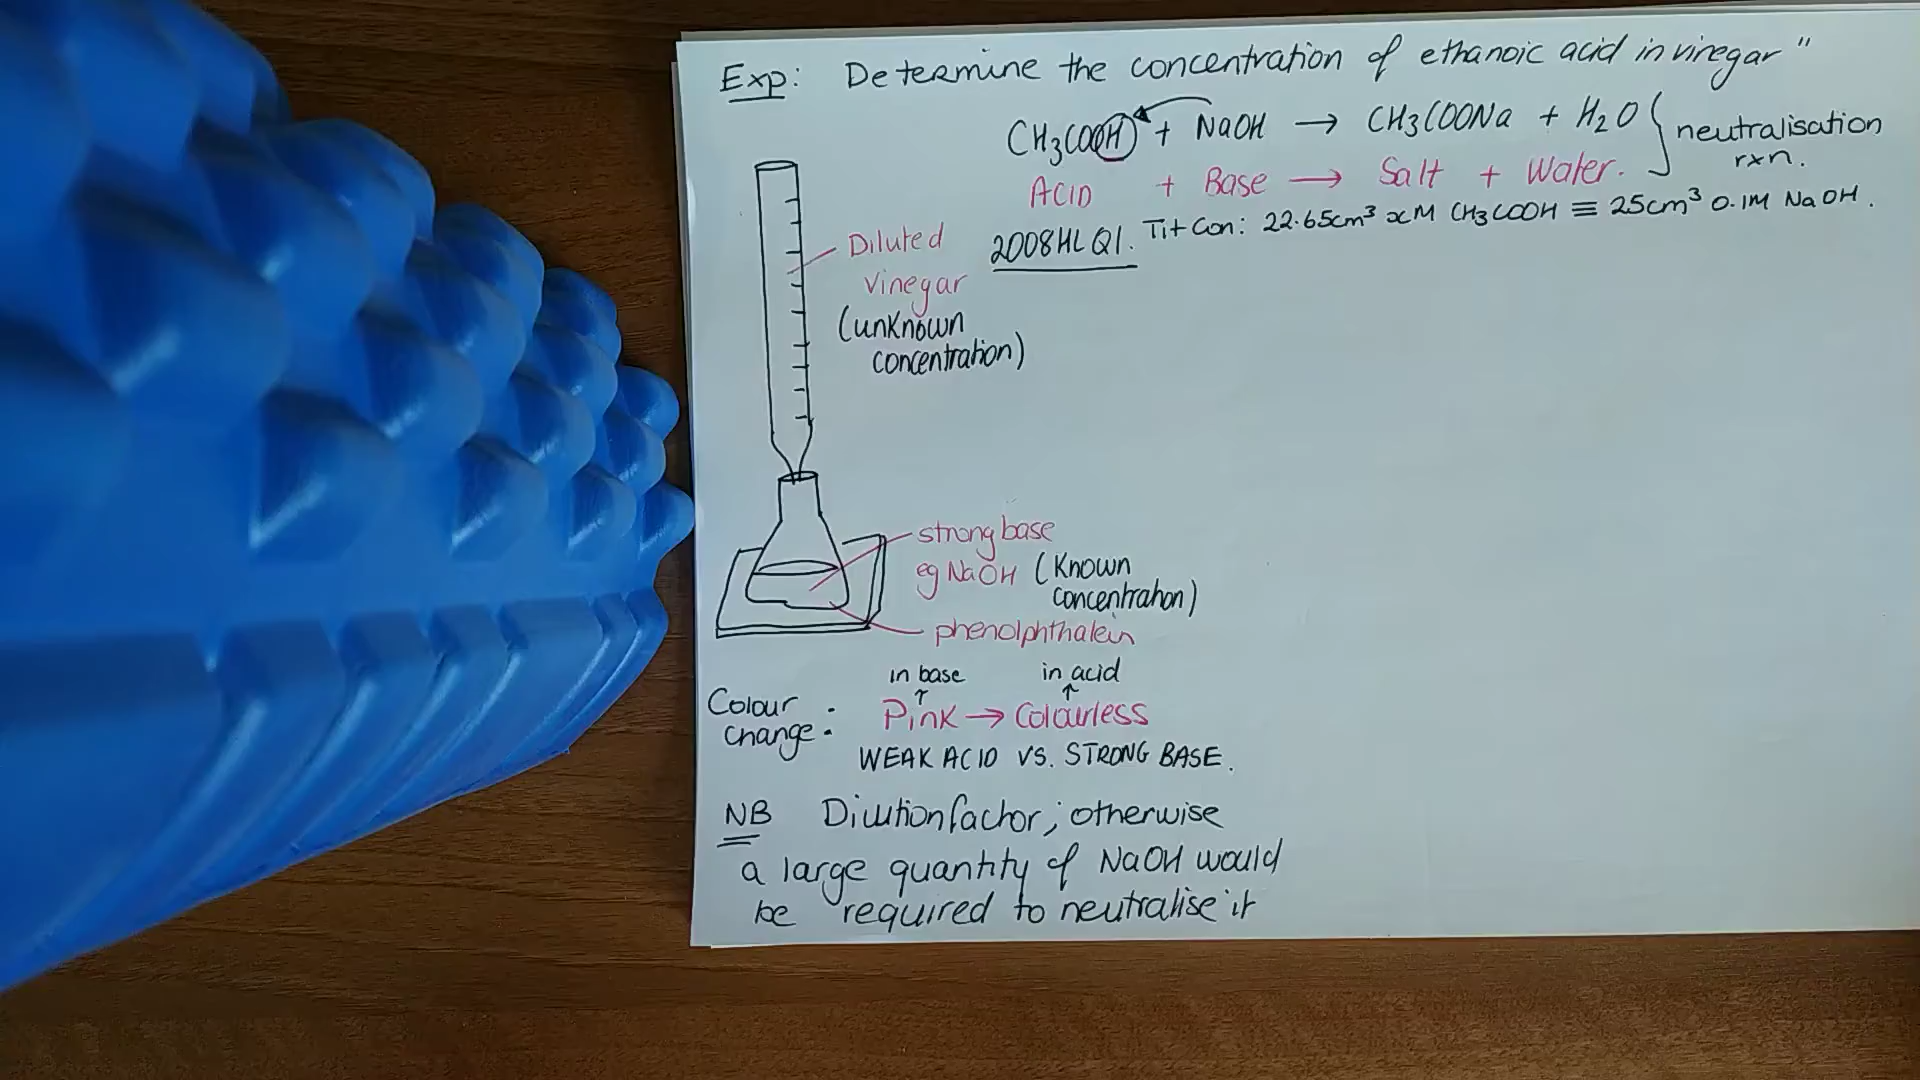 Exp: Determine the concentration of ethanoic acid in vinegar"
CH3COOH + NaOH → CH3COONa + H2O } neutralisation rxn.
ACID + Base → Salt + Water.
2008HL Q1. Tit Con: 22.65cm³ xM CH3COOH ≡ 25cm³ 0.1M NaOH.
Diluted
vinegar
(unknown
concentration)
strong base
eg NaOH (Known
concentration)
phenolphthalein
in base in acid
↑ ↑
Colour change: Pink → Colourless
WEAK ACID VS. STRONG BASE.
NB Dilution factor; otherwise
a large quantity of NaOH would
be required to neutralise it